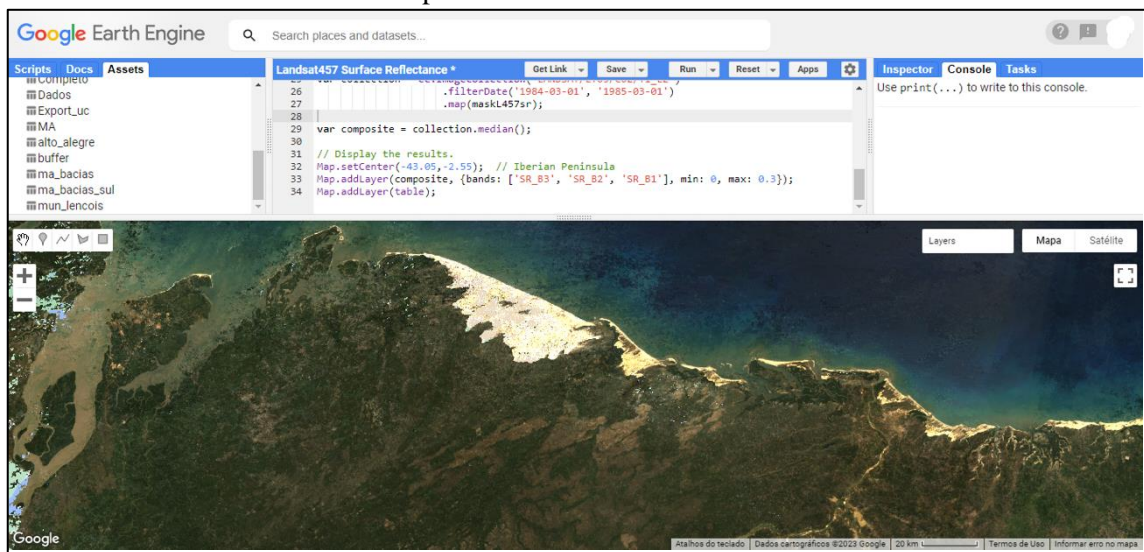 Google Earth Engine
Search places and datasets...
Scripts Docs Assets
Completo
Dados
Export_uc
MA
alto_alegre
buffer
ma_bacias
ma_bacias_sul
mun_lencois
Landsat457 Surface Reflectance *
Get Link Save Run Reset Apps
26 .filterDate('1984-03-01', '1985-03-01')
27 .map(maskL457sr);
28
29 var composite = collection.median();
30
31 // Display the results.
32 Map.setCenter(-43.05,-2.55); // Iberian Peninsula
33 Map.addLayer(composite, {bands: ['SR_B3', 'SR_B2', 'SR_B1'], min: 0, max: 0.3});
34 Map.addLayer(table);
Inspector Console Tasks
Use print(...) to write to this console.
Layers
Mapa Satélite
Google
Atalhos do teclado Dados cartográficos ©2023 Google 20 km Termos de Uso Informar erro no mapa